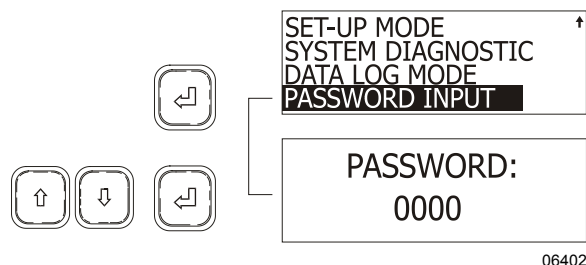 SET-UP MODE
SYSTEM DIAGNOSTIC
DATA LOG MODE
PASSWORD INPUT
PASSWORD:
0000
06402